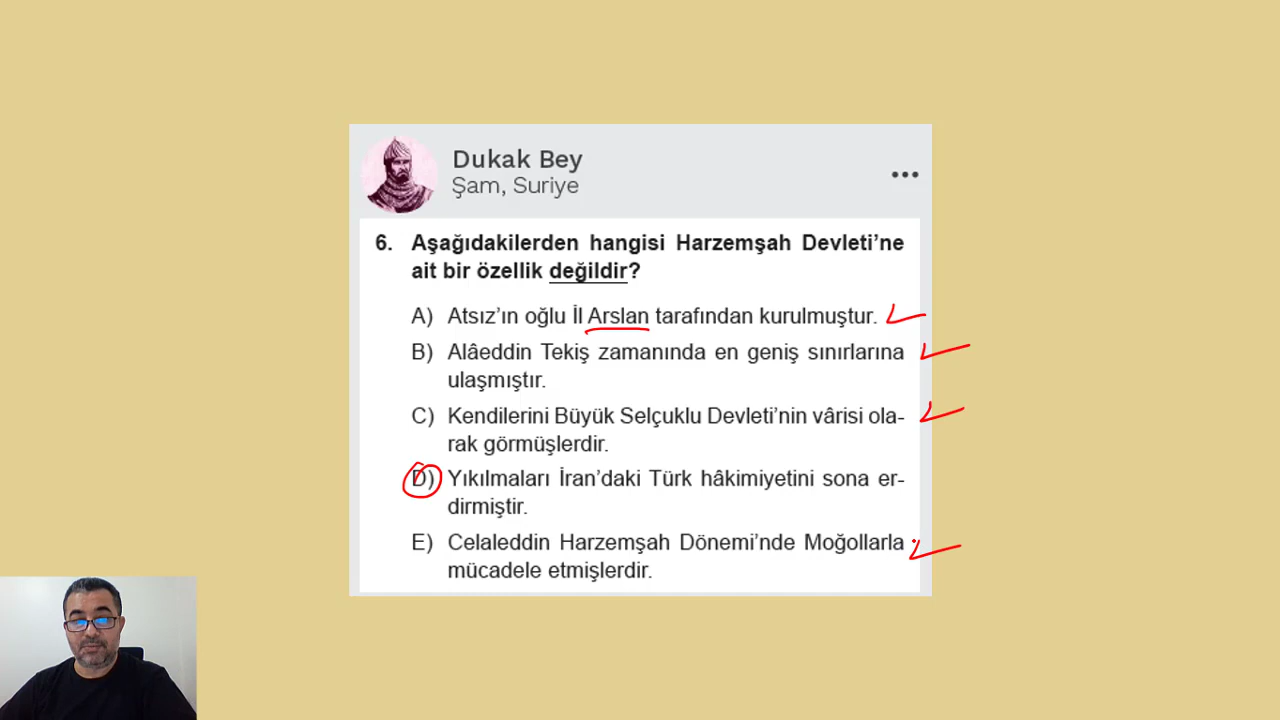 Dukak Bey
Şam, Suriye
6. Aşağıdakilerden hangisi Harzemşah Devleti’ne
ait bir özellik değildir?
A) Atsız’ın oğlu İl Arslan tarafından kurulmuştur.
B) Alâeddin Tekiş zamanında en geniş sınırlarına
ulaşmıştır.
C) Kendilerini Büyük Selçuklu Devleti’nin vârisi ola-
rak görmüşlerdir.
D) Yıkılmaları İran’daki Türk hâkimiyetini sona er-
dirmiştir.
E) Celaleddin Harzemşah Dönemi’nde Moğollarla
mücadele etmişlerdir.